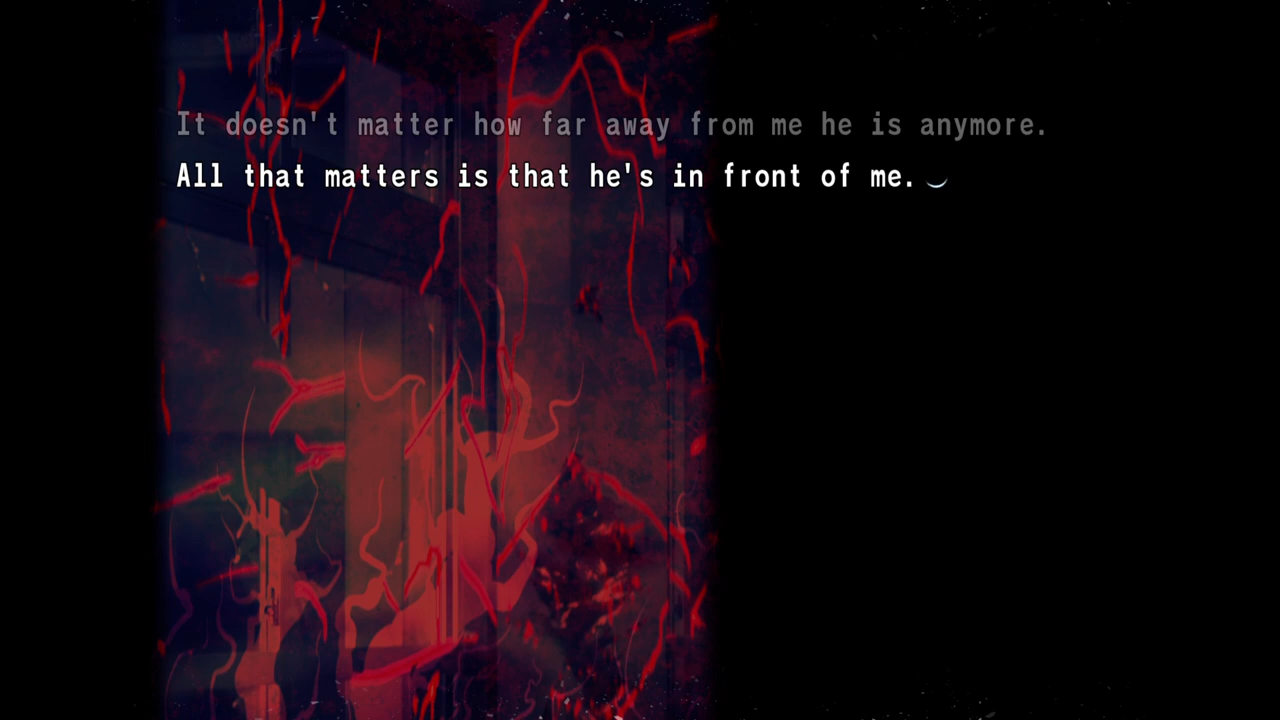 It doesn't matter how far away from me he is anymore.
All that matters is that he's in front of me.